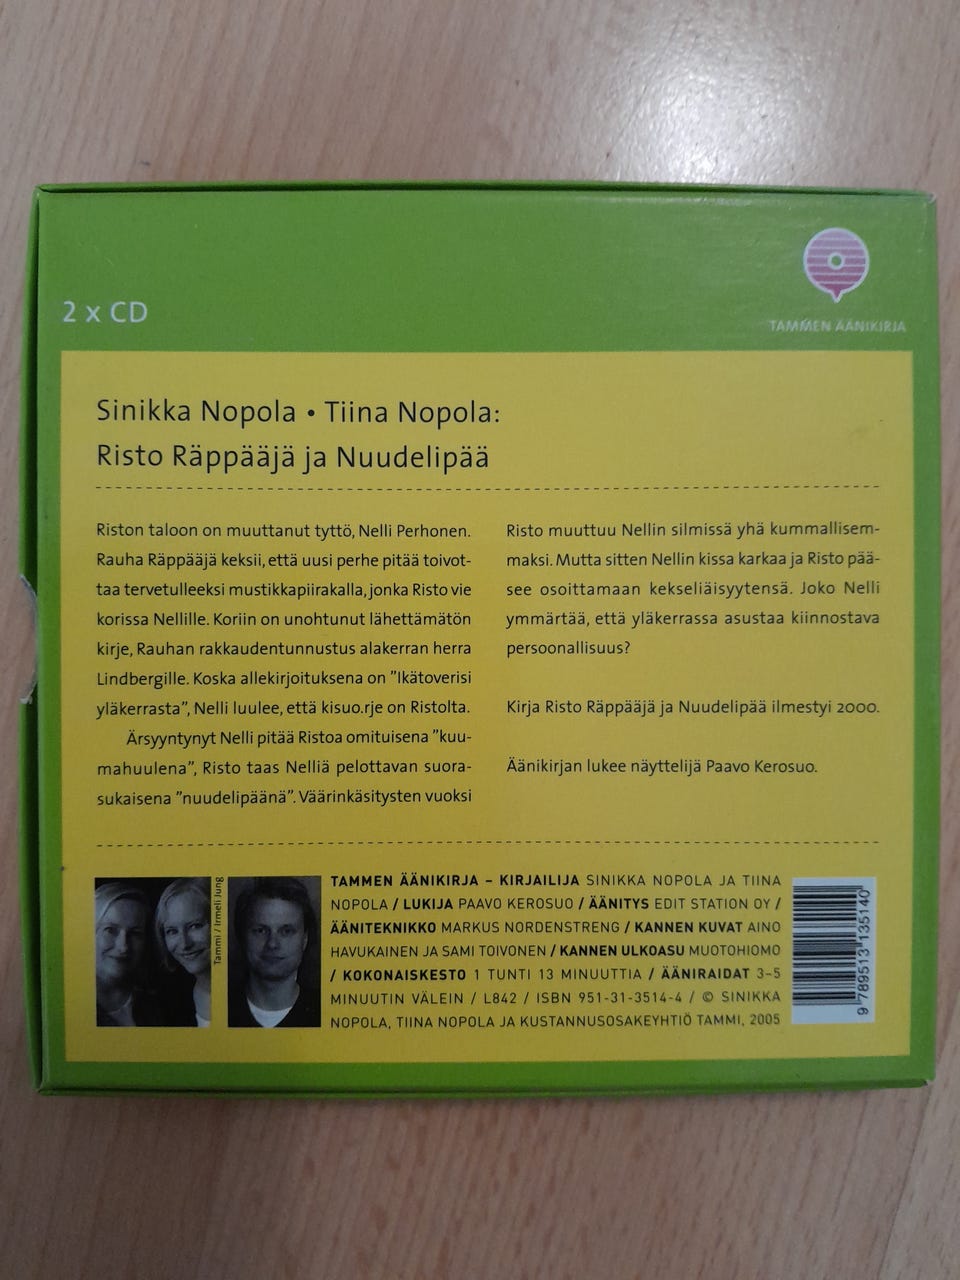 2 x CD
TAMMEN ÄÄNIKIRJA
Sinikka Nopola • Tiina Nopola:
Risto Räppääjä ja Nuudelipää
Riston taloon on muuttanut tyttö, Nelli Perhonen.
Rauha Räppääjä keksii, että uusi perhe pitää toivot-
taa tervetulleeksi mustikkapiirakalla, jonka Risto vie
korissa Nellille. Koriin on unohtunut lähettämätön
kirje, Rauhan rakkaudentunnustus alakerran herra
Lindbergille. Koska allekirjoituksena on ”Ikätoverisi
yläkerrasta”, Nelli luulee, että kisuo.rje on Ristolta.
Ärsyyntynyt Nelli pitää Ristoa omituisena ”kuu-
mahuulena”, Risto taas Nelliä pelottavan suora-
sukaisena ”nuudelipäänä”. Väärinkäsitysten vuoksi
Risto muuttuu Nellin silmissä yhä kummallisem-
maksi. Mutta sitten Nellin kissa karkaa ja Risto pää-
see osoittamaan kekseliäisyytensä. Joko Nelli
ymmärtää, että yläkerrassa asustaa kiinnostava
persoonallisuus?
Kirja Risto Räppääjä ja Nuudelipää ilmestyi 2000.
Äänikirjan lukee näyttelijä Paavo Kerosuo.
Tammi / Irmeli Jung
TAMMEN ÄÄNIKIRJA – KIRJAILIJA SINIKKA NOPOLA JA TIINA
NOPOLA / LUKIJA PAAVO KEROSUO / ÄÄNITYS EDIT STATION OY /
ÄÄNITEKNIKKO MARKUS NORDENSTRENG / KANNEN KUVAT AINO
HAVUKAINEN JA SAMI TOIVONEN / KANNEN ULKOASU MUOTOHIOMO
/ KOKONAISKESTO 1 TUNTI 13 MINUUTTIA / ÄÄNIRAIDAT 3–5
MINUUTIN VÄLEIN / L842 / ISBN 951-31-3514-4 / © SINIKKA
NOPOLA, TIINA NOPOLA JA KUSTANNUSOSAKEYHTIÖ TAMMI, 2005
9 789513 135140